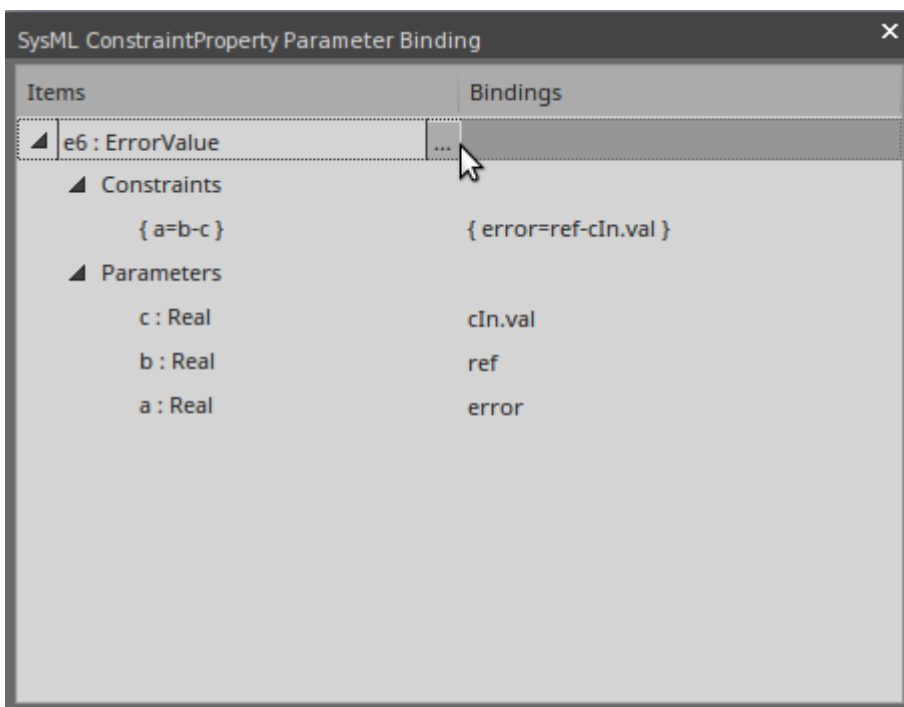 SysML ConstraintProperty Parameter Binding ×
Items Bindings
e6 : ErrorValue ...
Constraints
{ a=b-c } { error=ref-cIn.val }
Parameters
c : Real cIn.val
b : Real ref
a : Real error